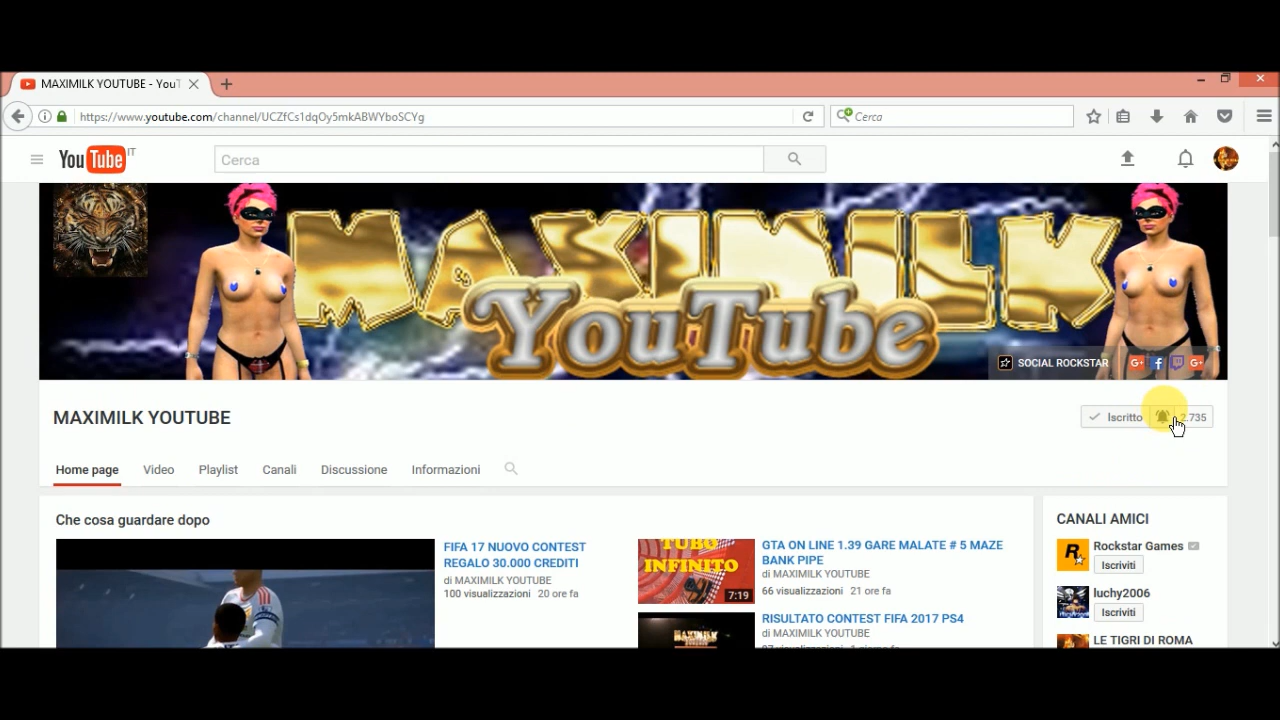 MAXIMILK YOUTUBE - YouT
https://www.youtube.com/channel/UCZfCs1dqOy5mkABWYboSCYg
Cerca
YouTube IT
Cerca
MAXIMILK
YouTube
SOCIAL ROCKSTAR
MAXIMILK YOUTUBE
Iscritto 2.735
Home page Video Playlist Canali Discussione Informazioni
Che cosa guardare dopo
FIFA 17 NUOVO CONTEST
REGALO 30.000 CREDITI
di MAXIMILK YOUTUBE
100 visualizzazioni 20 ore fa
TUBO
INFINITO
7:19
GTA ON LINE 1.39 GARE MALATE # 5 MAZE
BANK PIPE
di MAXIMILK YOUTUBE
66 visualizzazioni 21 ore fa
MAXIMILK
RISULTATO CONTEST FIFA 2017 PS4
di MAXIMILK YOUTUBE
CANALI AMICI
Rockstar Games
Iscriviti
luchy2006
Iscriviti
LE TIGRI DI ROMA